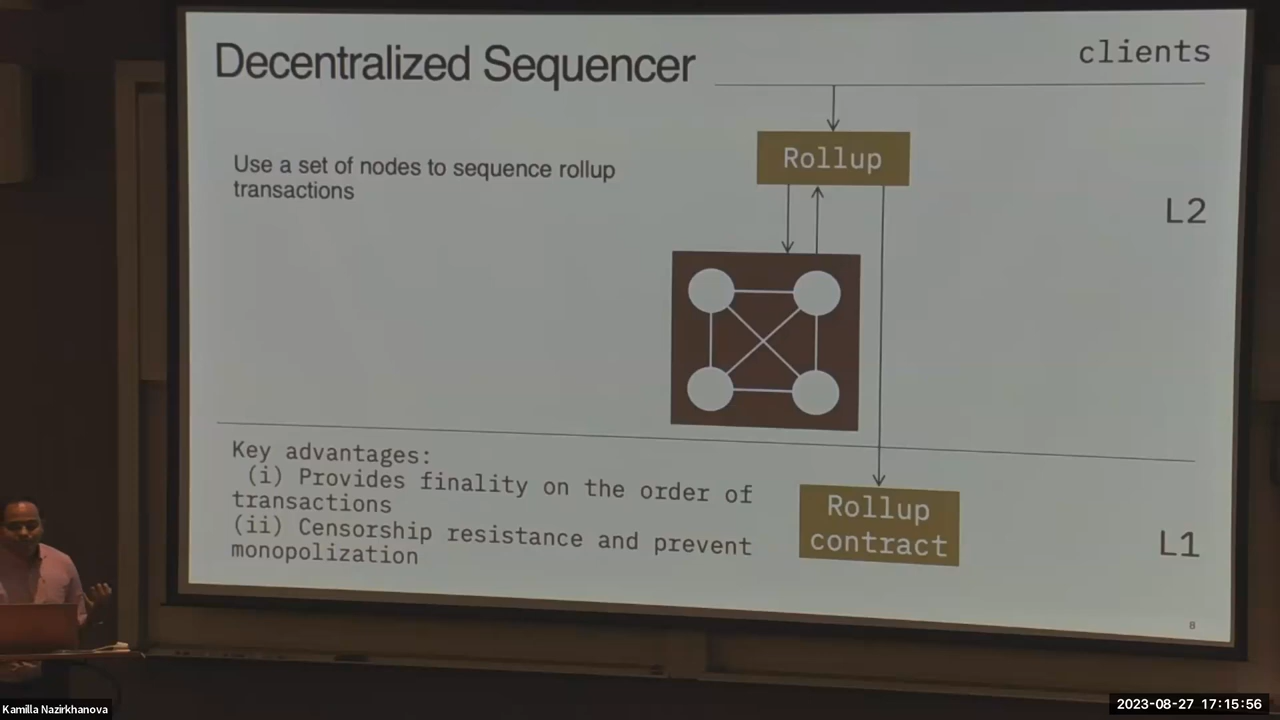 Decentralized Sequencer
clients
Use a set of nodes to sequence rollup
transactions
Rollup
L2
Key advantages:
(i) Provides finality on the order of
transactions
(ii) Censorship resistance and prevent
monopolization
Rollup
contract
L1
8
Kamilla Nazirkhanova
2023-08-27 17:15:56